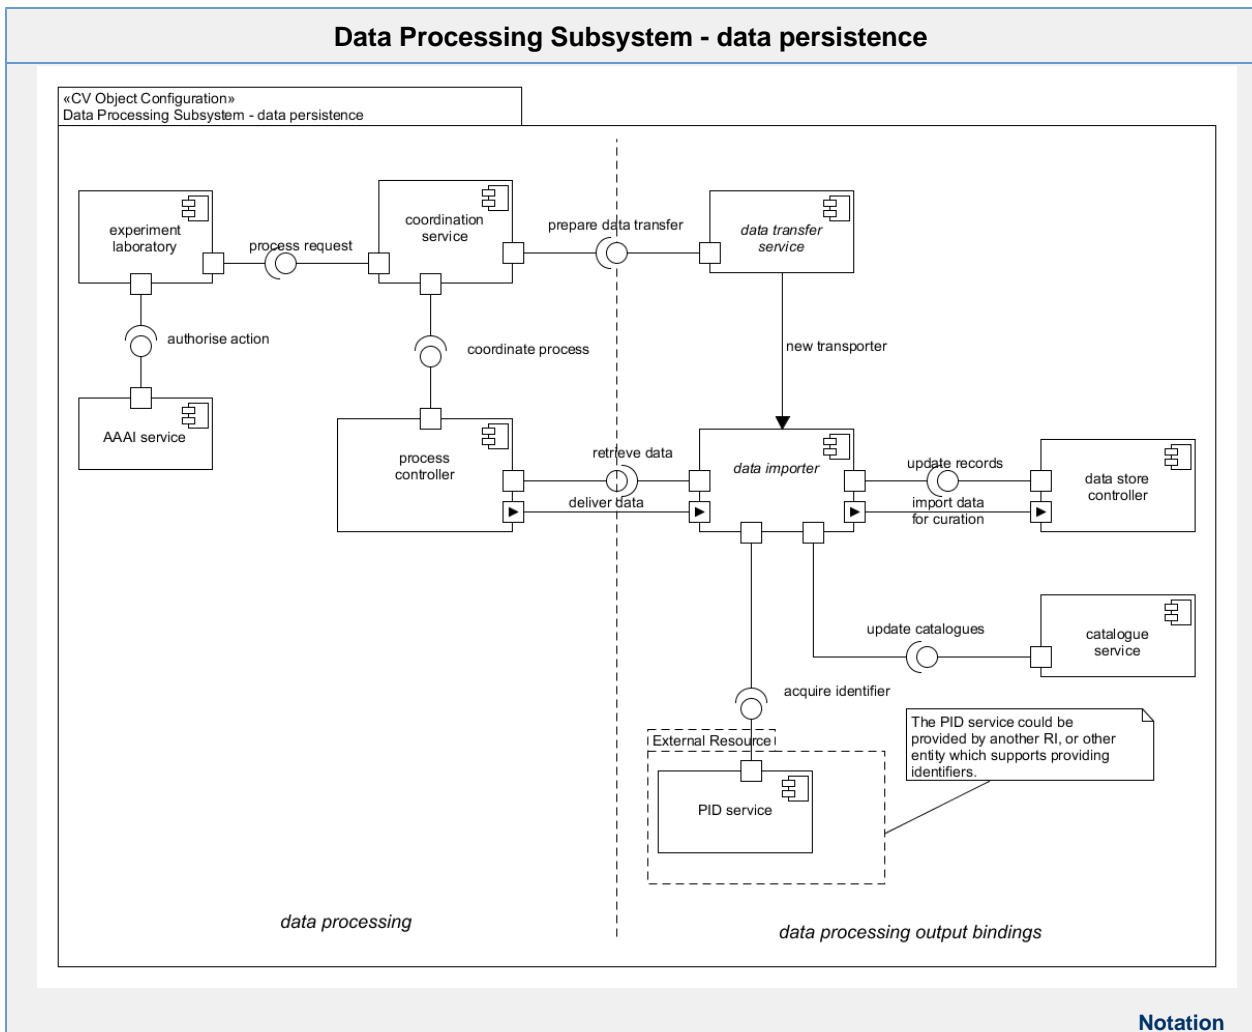 Data Processing Subsystem - data persistence
«CV Object Configuration»
Data Processing Subsystem - data persistence
experiment
laboratory
process request
coordination
service
prepare data transfer
data transfer
service
authorise action
coordinate process
new transporter
AAAI service
process
controller
retrieve data
deliver data
data importer
update records
import data
for curation
data store
controller
update catalogues
catalogue
service
acquire identifier
External Resource
PID service
The PID service could be
provided by another RI, or other
entity which supports providing
identifiers.
data processing
data processing output bindings
Notation